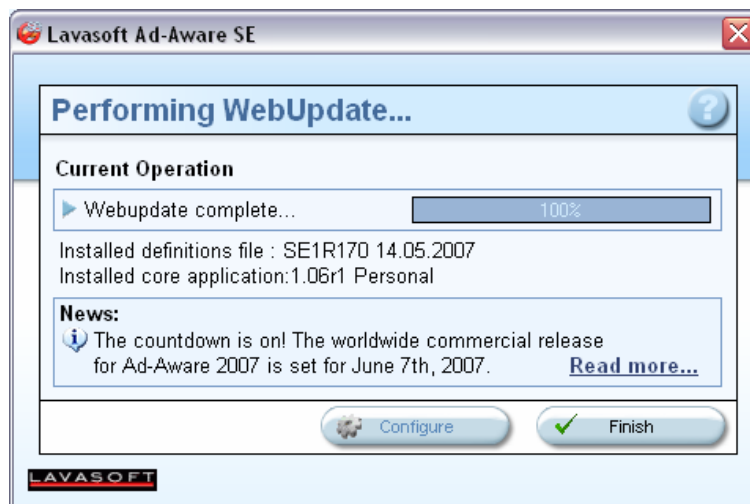 Lavasoft Ad-Aware SE
Performing WebUpdate...
?
Current Operation
Webupdate complete... 100%
Installed definitions file : SE1R170 14.05.2007
Installed core application:1.06r1 Personal
News:
The countdown is on! The worldwide commercial release
for Ad-Aware 2007 is set for June 7th, 2007. Read more...
Configure Finish
LAVASOFT